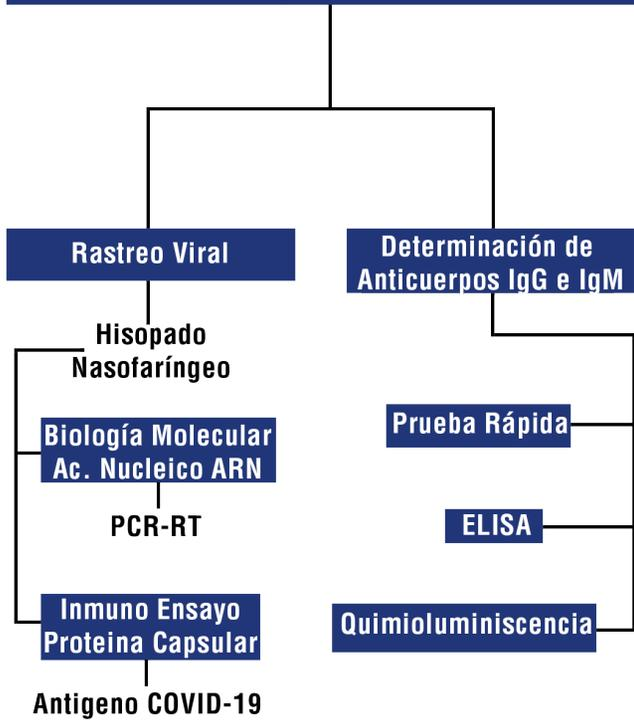 Rastreo Viral
Hisopado
Nasofaríngeo
Biología Molecular
Ac. Nucleico ARN
PCR-RT
Inmuno Ensayo
Proteina Capsular
Antigeno COVID-19
Determinación de
Anticuerpos IgG e IgM
Prueba Rápida
ELISA
Quimioluminiscencia